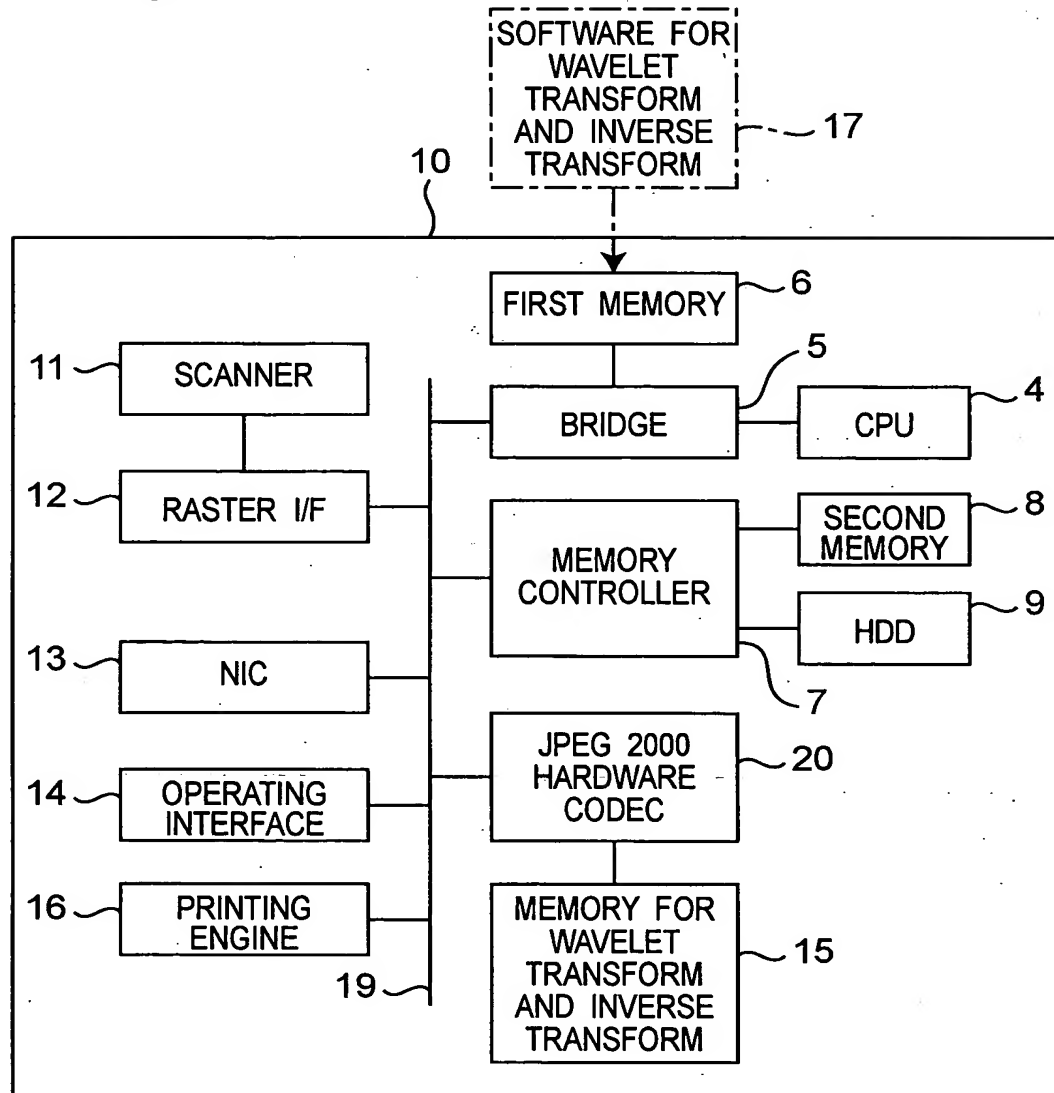 SOFTWARE FOR
WAVELET
TRANSFORM
AND INVERSE
TRANSFORM
17
10
FIRST MEMORY
6
11
SCANNER
BRIDGE
5
CPU
4
12
RASTER I/F
MEMORY
CONTROLLER
7
SECOND
MEMORY
8
HDD
9
13
NIC
JPEG 2000
HARDWARE
CODEC
20
14
OPERATING
INTERFACE
16
PRINTING
ENGINE
19
MEMORY FOR
WAVELET
TRANSFORM
AND INVERSE
TRANSFORM
15